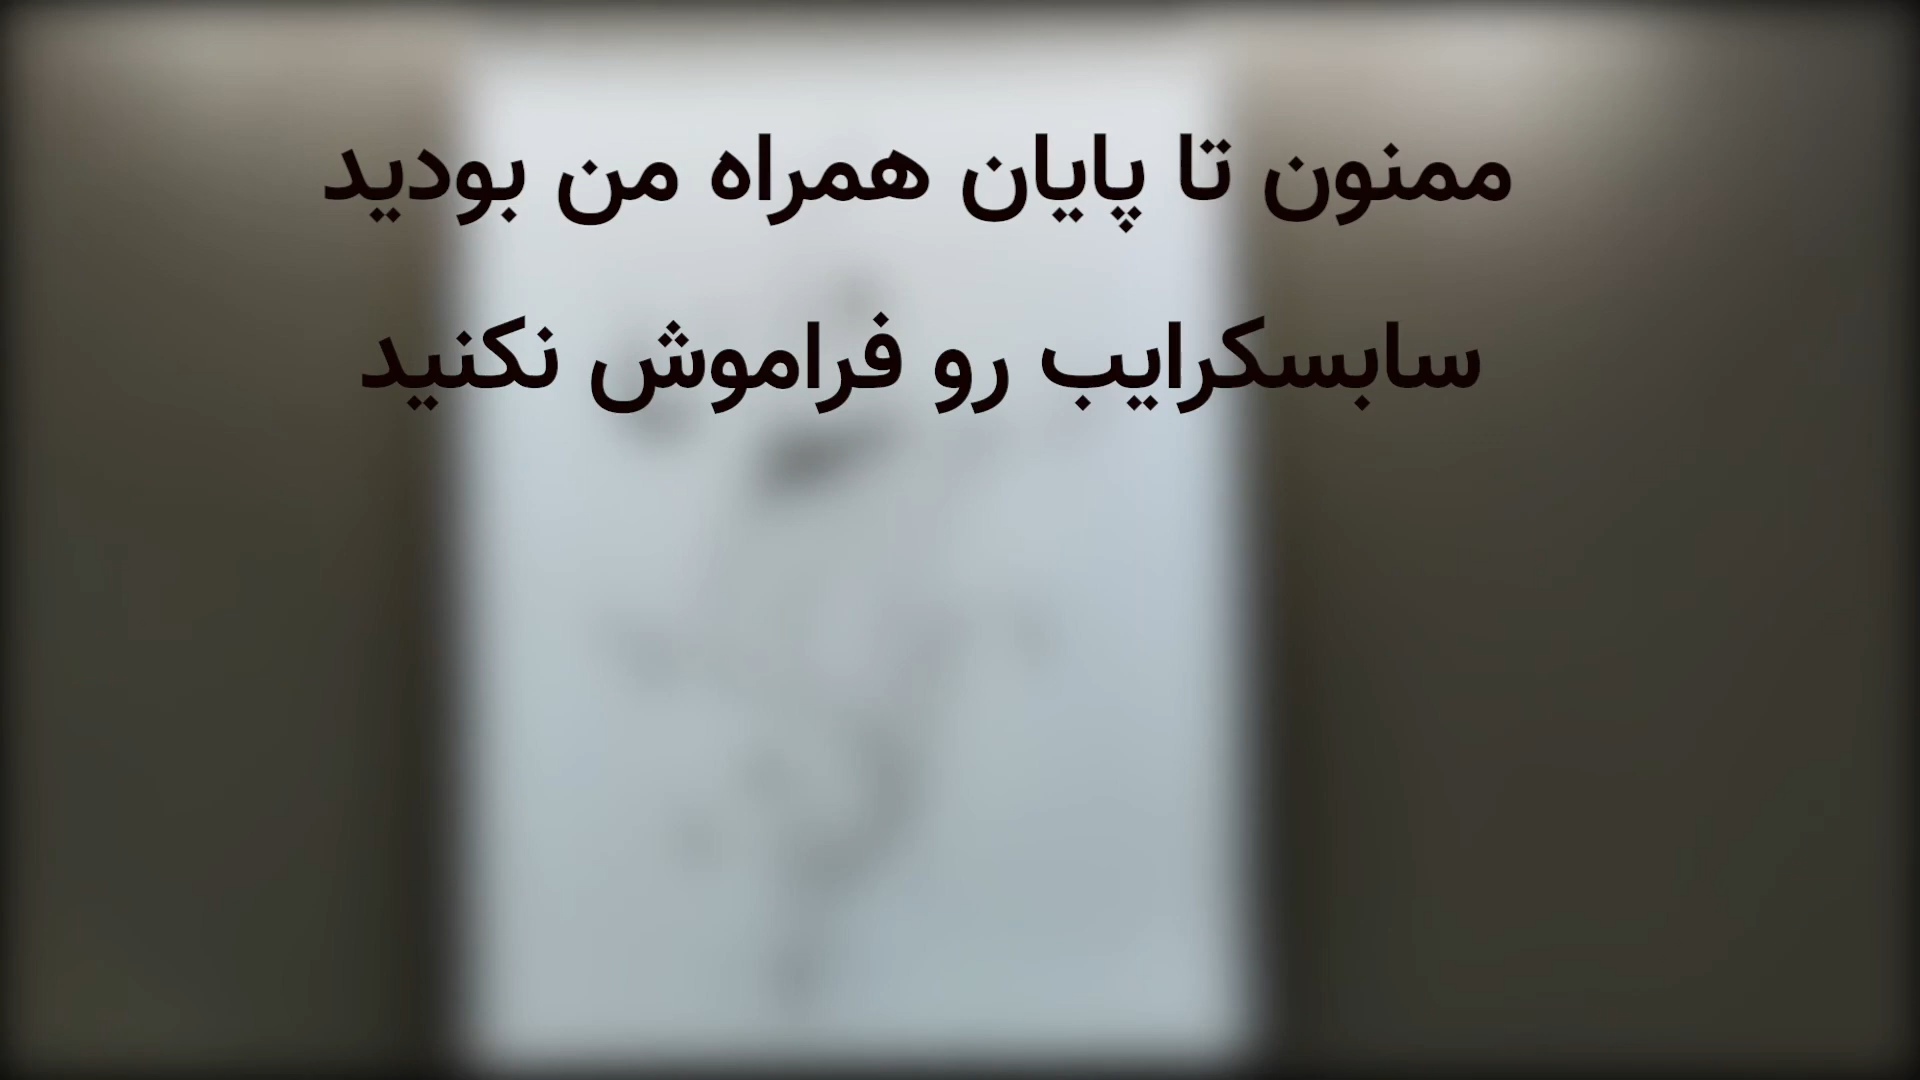 ممنون تا پایان همراه من بودید
سابسکرایب رو فراموش نکنید